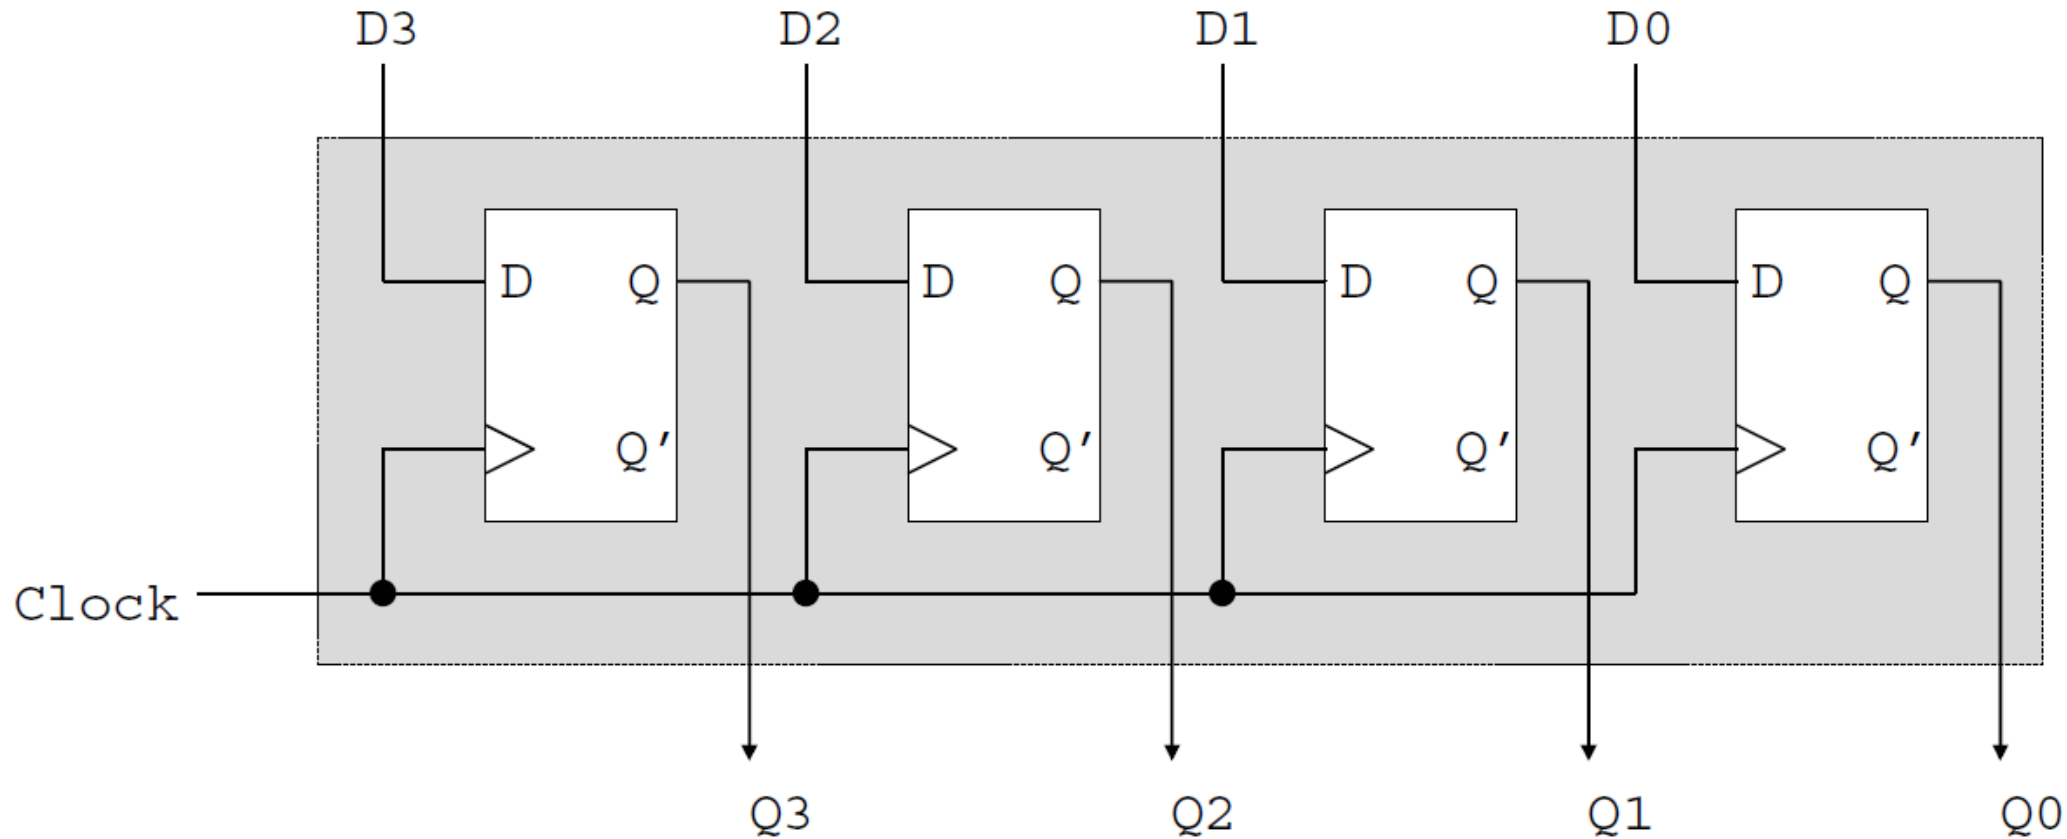 D3 D2 D1 D0
D Q D Q D Q D Q
Q’ Q’ Q’ Q’
Clock
Q3 Q2 Q1 Q0